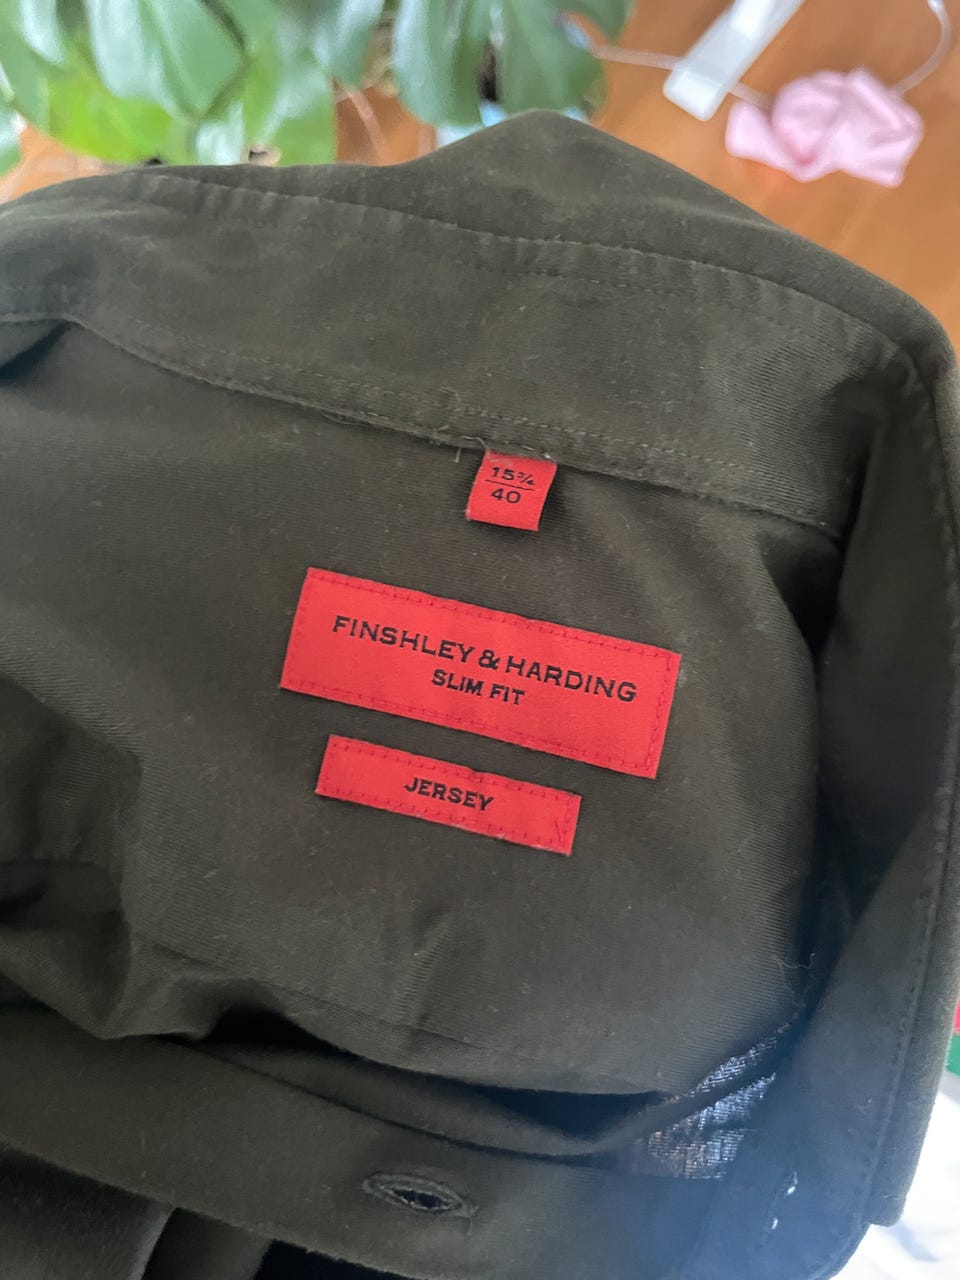 15¾
40
FINSHLEY & HARDING
SLIM FIT
JERSEY